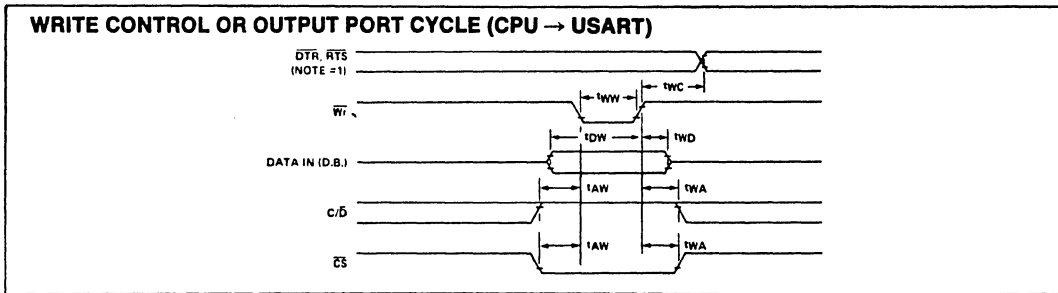 WRITE CONTROL OR OUTPUT PORT CYCLE (CPU → USART)
DTR, RTS
(NOTE =1)
tWC
tWW
Wr
tDW
tWD
DATA IN (D.B.)
tAW
tWA
C/D
tAW
tWA
CS